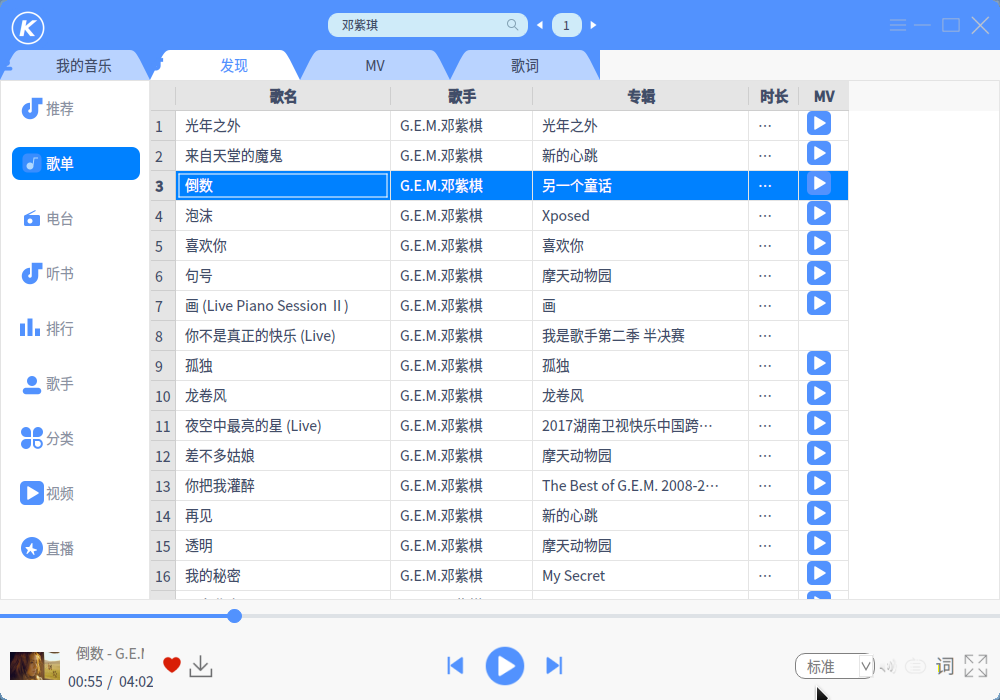 K
邓紫琪
1
我的音乐 发现 MV 歌词
推荐
歌单
电台
听书
排行
歌手
分类
视频
直播
歌名 歌手 专辑 时长 MV
1 光年之外 G.E.M.邓紫棋 光年之外 ···
2 来自天堂的魔鬼 G.E.M.邓紫棋 新的心跳 ···
3 倒数 G.E.M.邓紫棋 另一个童话 ···
4 泡沫 G.E.M.邓紫棋 Xposed ···
5 喜欢你 G.E.M.邓紫棋 喜欢你 ···
6 句号 G.E.M.邓紫棋 摩天动物园 ···
7 画 (Live Piano Session Ⅱ) G.E.M.邓紫棋 画 ···
8 你不是真正的快乐 (Live) G.E.M.邓紫棋 我是歌手第二季 半决赛 ···
9 孤独 G.E.M.邓紫棋 孤独 ···
10 龙卷风 G.E.M.邓紫棋 龙卷风 ···
11 夜空中最亮的星 (Live) G.E.M.邓紫棋 2017湖南卫视快乐中国跨··· ···
12 差不多姑娘 G.E.M.邓紫棋 摩天动物园 ···
13 你把我灌醉 G.E.M.邓紫棋 The Best of G.E.M. 2008-2··· ···
14 再见 G.E.M.邓紫棋 新的心跳 ···
15 透明 G.E.M.邓紫棋 摩天动物园 ···
16 我的秘密 G.E.M.邓紫棋 My Secret ···
倒数 - G.E.M
00:55 / 04:02
标准
词